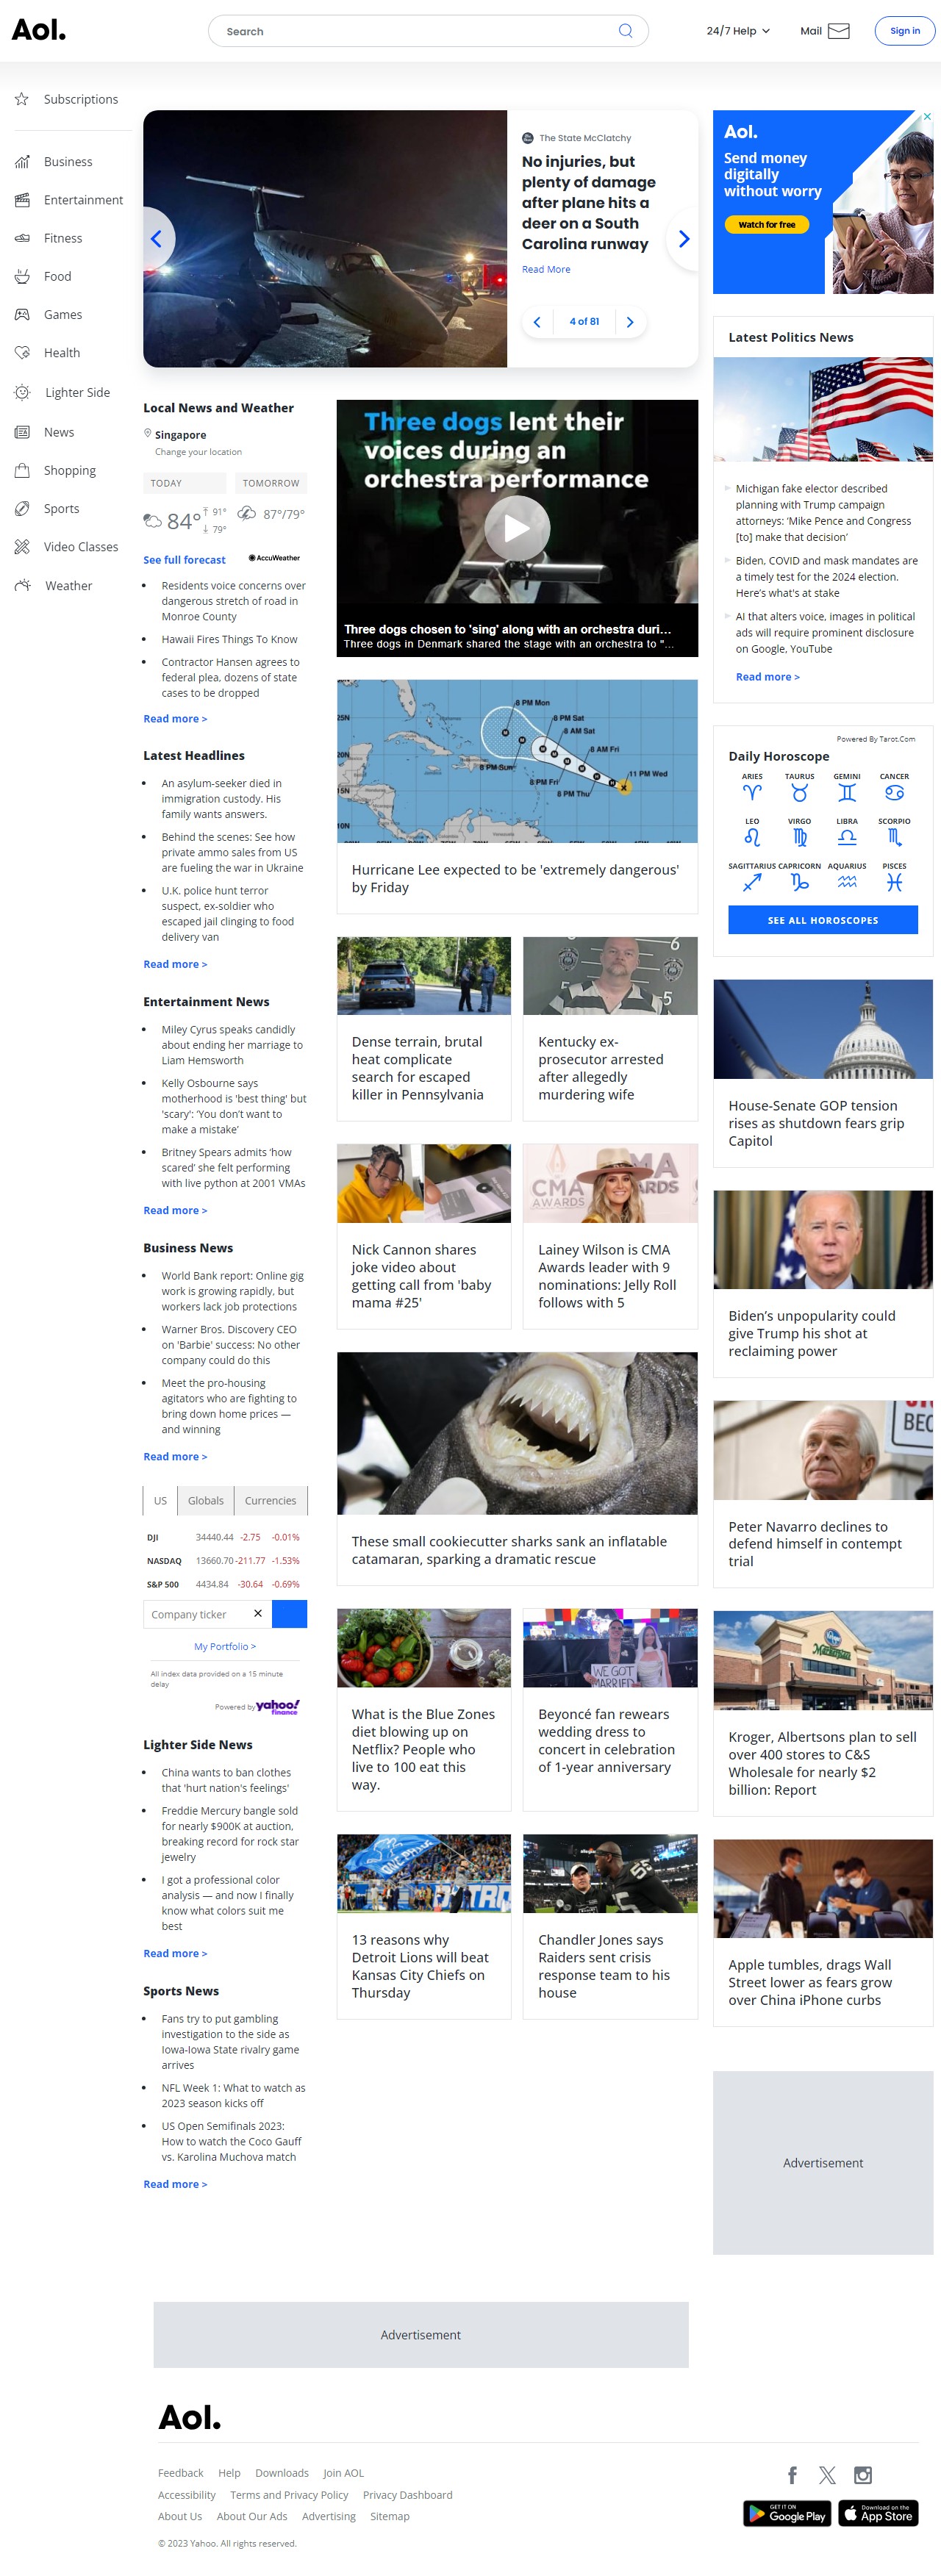 Aol.
Search
24/7 Help
Mail
Sign in
Subscriptions
Business
Entertainment
Fitness
Food
Games
Health
Lighter Side
News
Shopping
Sports
Video Classes
Weather
The State McClatchy
No injuries, but
plenty of damage
after plane hits a
deer on a South
Carolina runway
Read More
4 of 81
Aol.
Send money
digitally
without worry
Watch for free
Local News and Weather
Singapore
Change your location
TODAY
TOMORROW
84°
91°
79°
87°/79°
See full forecast
AccuWeather
Residents voice concerns over
dangerous stretch of road in
Monroe County
Hawaii Fires Things To Know
Contractor Hansen agrees to
federal plea, dozens of state
cases to be dropped
Read more >
Latest Headlines
An asylum-seeker died in
immigration custody. His
family wants answers.
Behind the scenes: See how
private ammo sales from US
are fueling the war in Ukraine
U.K. police hunt terror
suspect, ex-soldier who
escaped jail clinging to food
delivery van
Read more >
Entertainment News
Miley Cyrus speaks candidly
about ending her marriage to
Liam Hemsworth
Kelly Osbourne says
motherhood is 'best thing' but
'scary': 'You don't want to
make a mistake'
Britney Spears admits 'how
scared' she felt performing
with live python at 2001 VMAs
Read more >
Business News
World Bank report: Online gig
work is growing rapidly, but
workers lack job protections
Warner Bros. Discovery CEO
on 'Barbie' success: No other
company could do this
Meet the pro-housing
agitators who are fighting to
bring down home prices —
and winning
Read more >
US
Globals
Currencies
DJI 34440.44 -2.75 -0.01%
NASDAQ 13660.70 -211.77 -1.53%
S&P 500 4434.84 -30.64 -0.69%
Company ticker
My Portfolio >
All index data provided on a 15 minute
delay
Powered by yahoo! finance
Lighter Side News
China wants to ban clothes
that 'hurt nation's feelings'
Freddie Mercury bangle sold
for nearly $900K at auction,
breaking record for rock star
jewelry
I got a professional color
analysis — and now I finally
know what colors suit me
best
Read more >
Sports News
Fans try to put gambling
investigation to the side as
Iowa-Iowa State rivalry game
arrives
NFL Week 1: What to watch as
2023 season kicks off
US Open Semifinals 2023:
How to watch the Coco Gauff
vs. Karolina Muchova match
Read more >
Three dogs lent their
voices during an
orchestra performance
Three dogs chosen to 'sing' along with an orchestra duri...
Three dogs in Denmark shared the stage with an orchestra to "...
25N
20N
15N
10N
8 PM Mon
8 PM Sat
8 AM Sat
8 AM Fri
8 PM Sun
8 PM Fri
8 PM Thu
11 PM Wed
Hurricane Lee expected to be 'extremely dangerous'
by Friday
Dense terrain, brutal
heat complicate
search for escaped
killer in Pennsylvania
6
5
5
Kentucky ex-
prosecutor arrested
after allegedly
murdering wife
Nick Cannon shares
joke video about
getting call from 'baby
mama #25'
CMA
AWARDS
MA
RDS
Lainey Wilson is CMA
Awards leader with 9
nominations: Jelly Roll
follows with 5
These small cookiecutter sharks sank an inflatable
catamaran, sparking a dramatic rescue
What is the Blue Zones
diet blowing up on
Netflix? People who
live to 100 eat this
way.
WE GOT
MARRIED
Beyoncé fan rewears
wedding dress to
concert in celebration
of 1-year anniversary
ONE PRIDE
DETRO
13 reasons why
Detroit Lions will beat
Kansas City Chiefs on
Thursday
55
Chandler Jones says
Raiders sent crisis
response team to his
house
Latest Politics News
Michigan fake elector described
planning with Trump campaign
attorneys: 'Mike Pence and Congress
[to] make that decision'
Biden, COVID and mask mandates are
a timely test for the 2024 election.
Here's what's at stake
AI that alters voice, images in political
ads will require prominent disclosure
on Google, YouTube
Read more >
Powered By Tarot.Com
Daily Horoscope
ARIES TAURUS GEMINI CANCER
LEO VIRGO LIBRA SCORPIO
SAGITTARIUS CAPRICORN AQUARIUS PISCES
SEE ALL HOROSCOPES
House-Senate GOP tension
rises as shutdown fears grip
Capitol
Biden's unpopularity could
give Trump his shot at
reclaiming power
BEC
Peter Navarro declines to
defend himself in contempt
trial
Kroger
Marketplace
Kroger, Albertsons plan to sell
over 400 stores to C&S
Wholesale for nearly $2
billion: Report
Apple tumbles, drags Wall
Street lower as fears grow
over China iPhone curbs
Advertisement
Advertisement
Aol.
Feedback Help Downloads Join AOL
Accessibility Terms and Privacy Policy Privacy Dashboard
About Us About Our Ads Advertising Sitemap
© 2023 Yahoo. All rights reserved.
GET IT ON
Google Play
Download on the
App Store